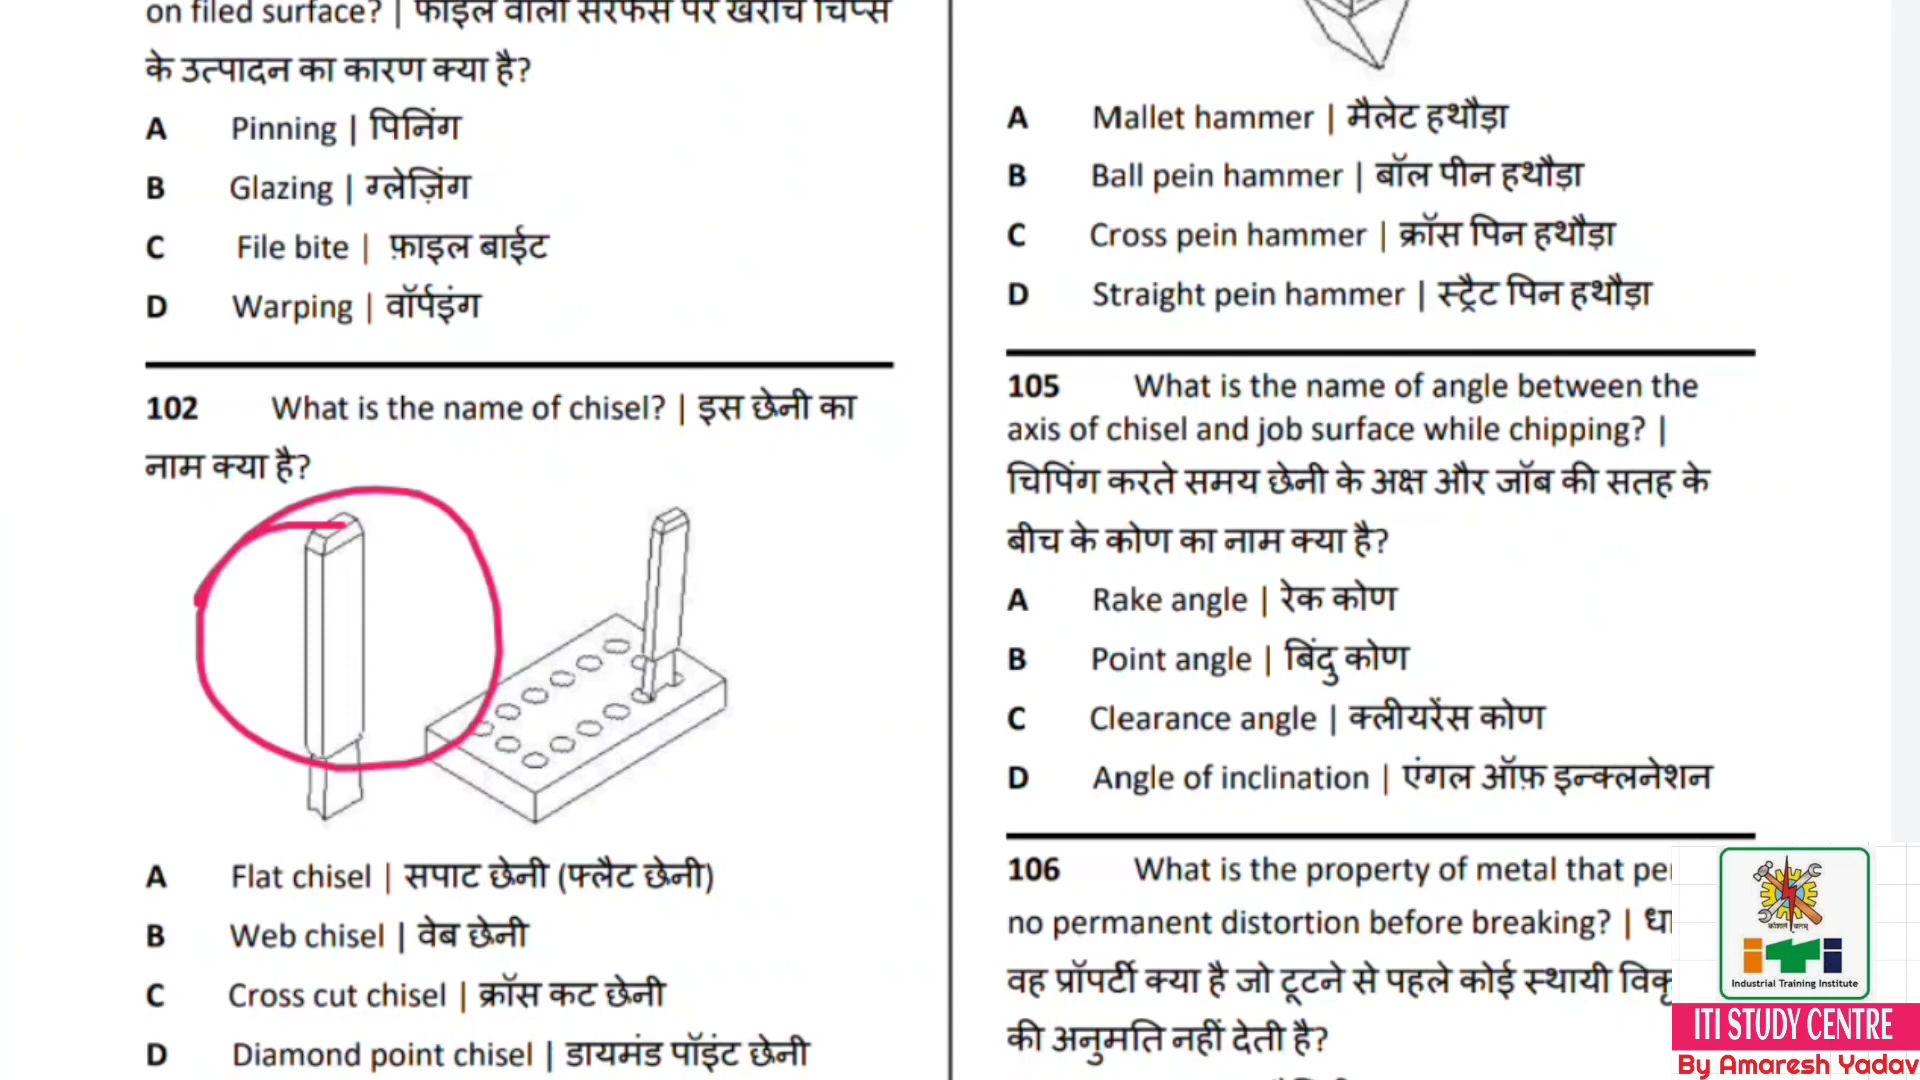 on filed surface? | फाइल वाली सरफेस पर खरोंच चिप्स
के उत्पादन का कारण क्या है?
A Pinning | पिनिंग
B Glazing | ग्लेज़िंग
C File bite | फ़ाइल बाईट
D Warping | वॉर्पइंग
102 What is the name of chisel? | इस छेनी का
नाम क्या है?
A Flat chisel | सपाट छेनी (फ्लैट छेनी)
B Web chisel | वेब छेनी
C Cross cut chisel | क्रॉस कट छेनी
D Diamond point chisel | डायमंड पॉइंट छेनी
A Mallet hammer | मैलेट हथौड़ा
B Ball pein hammer | बॉल पीन हथौड़ा
C Cross pein hammer | क्रॉस पिन हथौड़ा
D Straight pein hammer | स्ट्रैट पिन हथौड़ा
105 What is the name of angle between the
axis of chisel and job surface while chipping? |
चिपिंग करते समय छेनी के अक्ष और जॉब की सतह के
बीच के कोण का नाम क्या है?
A Rake angle | रेक कोण
B Point angle | बिंदु कोण
C Clearance angle | क्लीयरेंस कोण
D Angle of inclination | एंगल ऑफ़ इन्क्लनेशन
106 What is the property of metal that pe
no permanent distortion before breaking? | धा
वह प्रॉपर्टी क्या है जो टूटने से पहले कोई स्थायी विकृ
की अनुमति नहीं देती है?
iTi
Industrial Training Institute
ITI STUDY CENTRE
By Amaresh Yadav